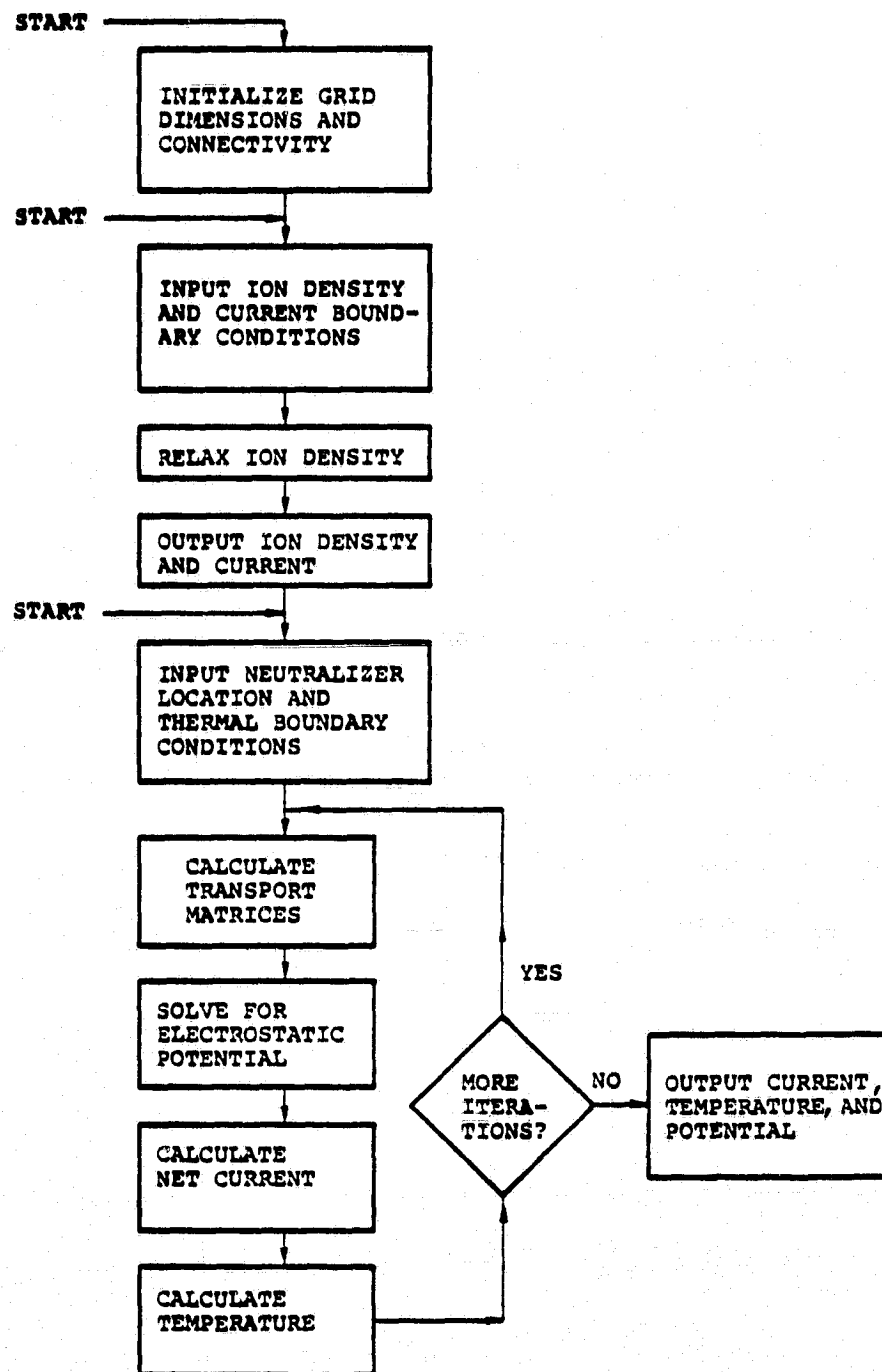 START
INITIALIZE GRID
DIMENSIONS AND
CONNECTIVITY
START
INPUT ION DENSITY
AND CURRENT BOUND-
ARY CONDITIONS
RELAX ION DENSITY
OUTPUT ION DENSITY
AND CURRENT
START
INPUT NEUTRALIZER
LOCATION AND
THERMAL BOUNDARY
CONDITIONS
CALCULATE
TRANSPORT
MATRICES
YES
SOLVE FOR
ELECTROSTATIC
POTENTIAL
MORE
ITERA-
TIONS?
NO
OUTPUT CURRENT,
TEMPERATURE, AND
POTENTIAL
CALCULATE
NET CURRENT
CALCULATE
TEMPERATURE